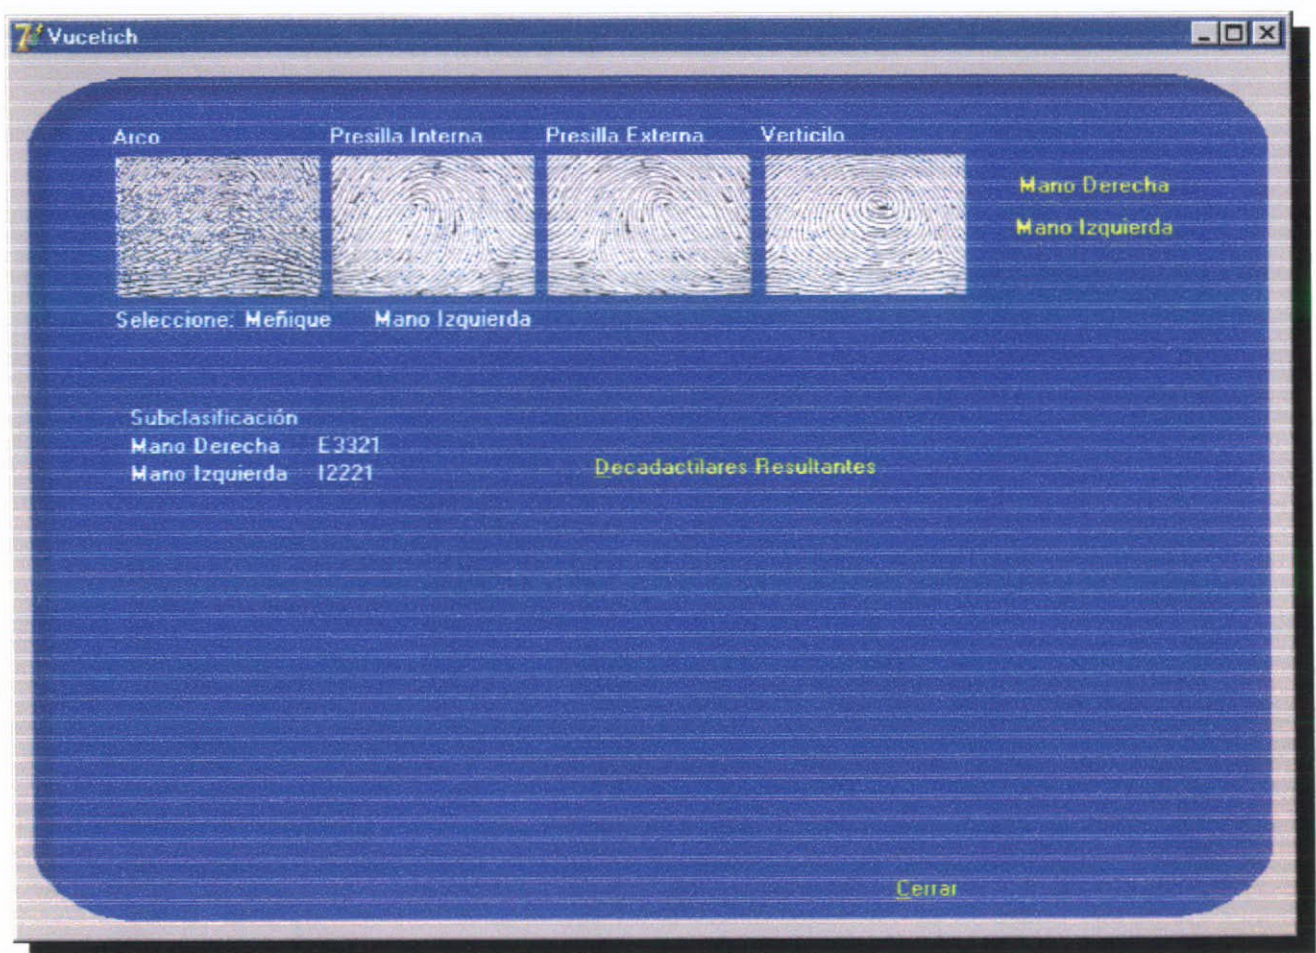 Vucetich
Arco Presilla Interna Presilla Externa Verticilo
Mano Derecha
Mano Izquierda
Seleccione: Meñique Mano Izquierda
Subclasificación
Mano Derecha E3321
Mano Izquierda I2221
Decadactilares Resultantes
Cerrar